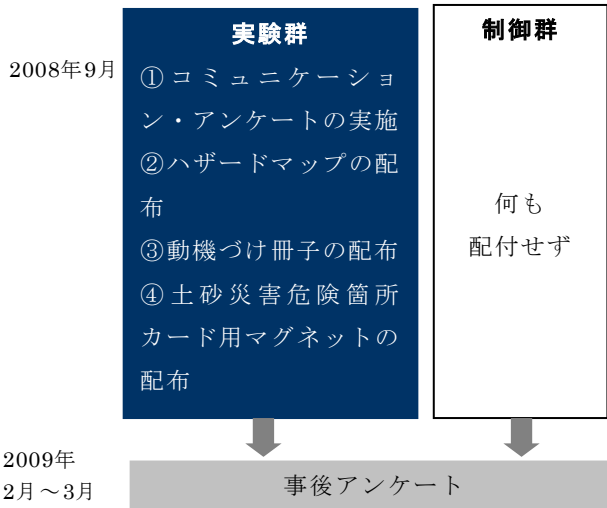 2008年9月
実験群
①コミュニケーショ
ン・アンケートの実施
②ハザードマップの配
布
③動機づけ冊子の配布
④土砂災害危険箇所
カード用マグネットの
配布
制御群
何も
配付せず
2009年
2月~3月
事後アンケート